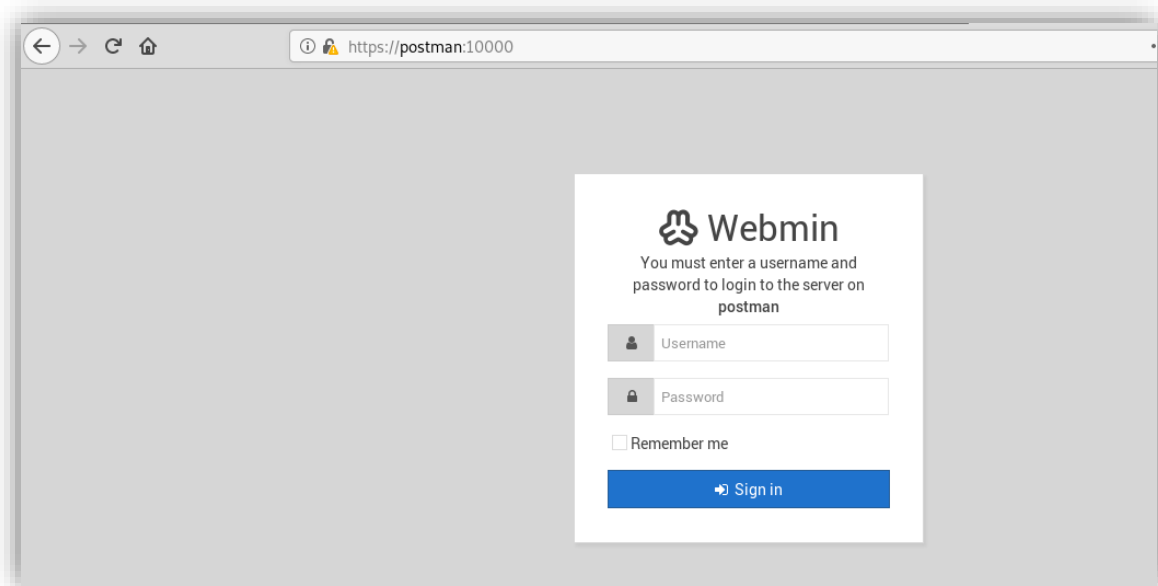 https://postman:10000
Webmin
You must enter a username and
password to login to the server on
postman
Username
Password
Remember me
Sign in